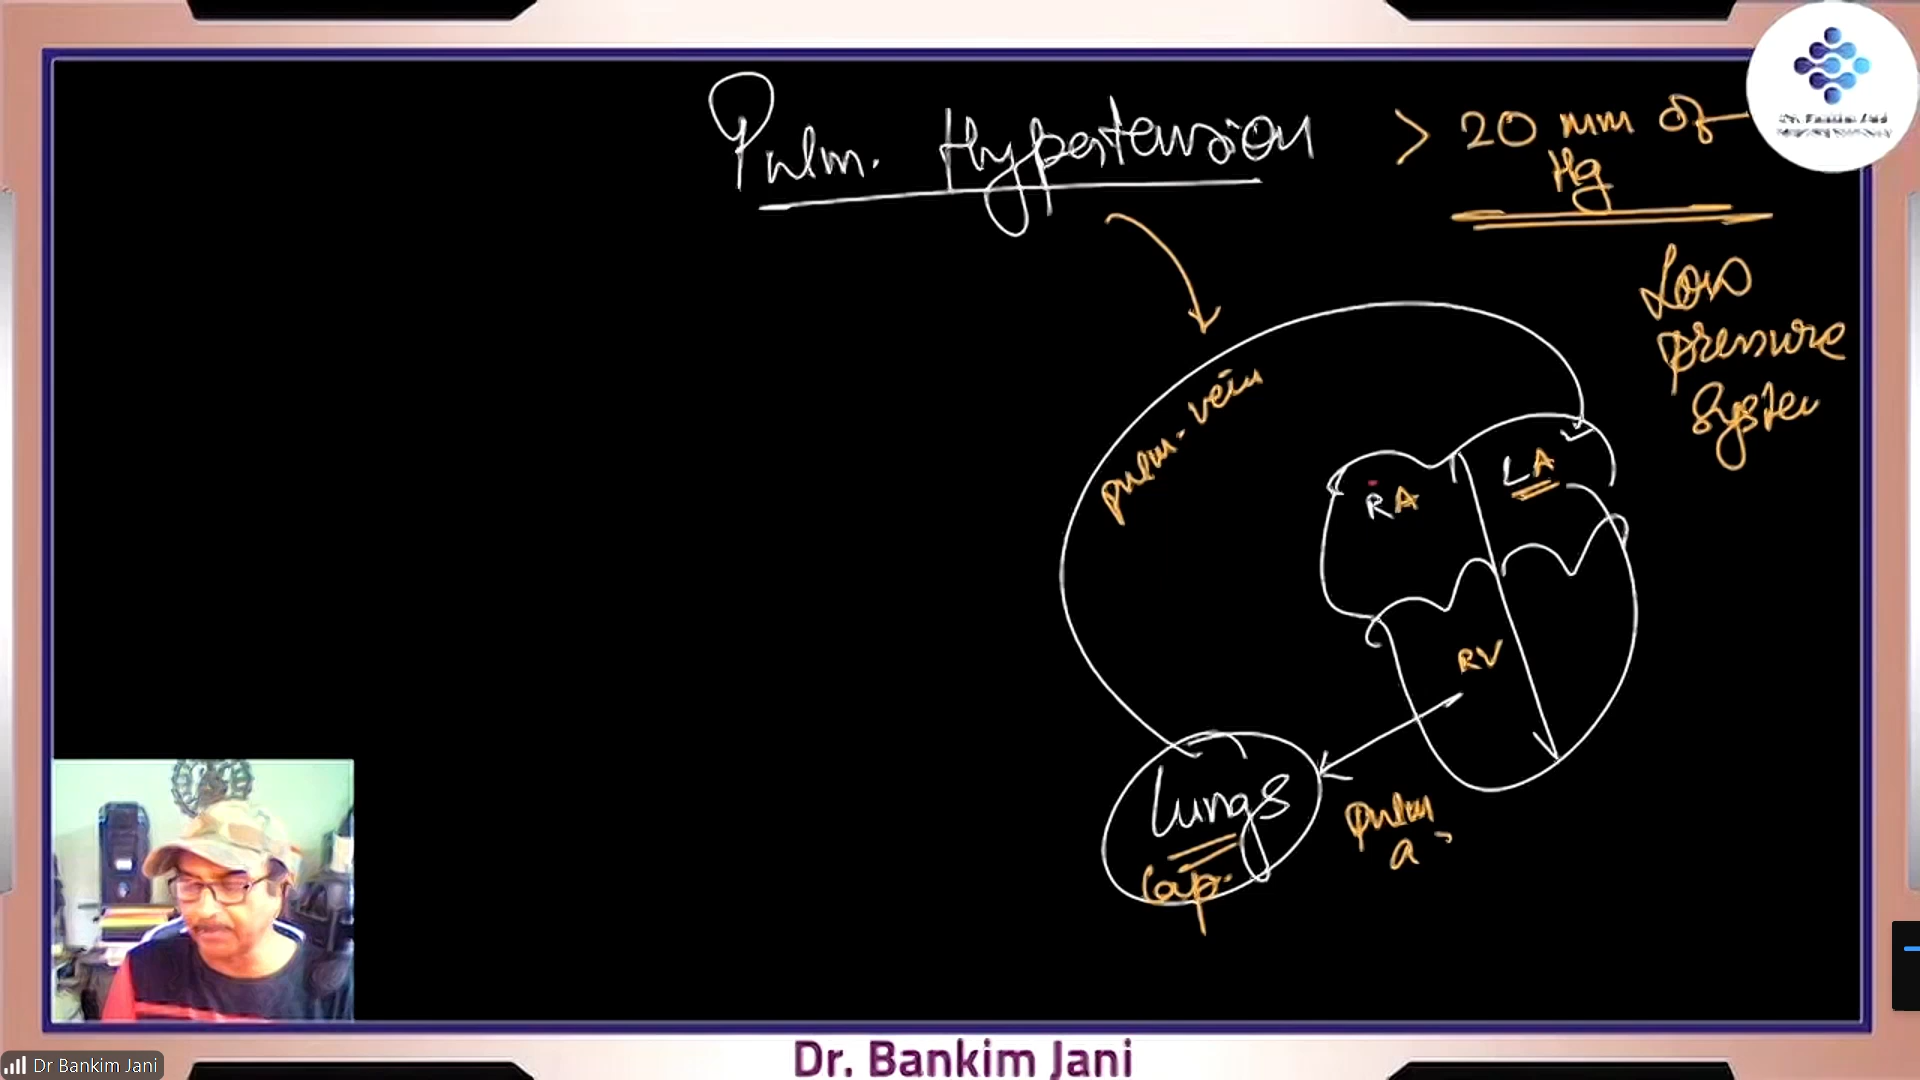 Pulm. Hypertension > 20 mm of
Hg
Low
pressure
system
pulm. vein
LA
RA
RV
Lungs
Cap.
pulm
a
Dr Bankim Jani
Dr. Bankim Jani